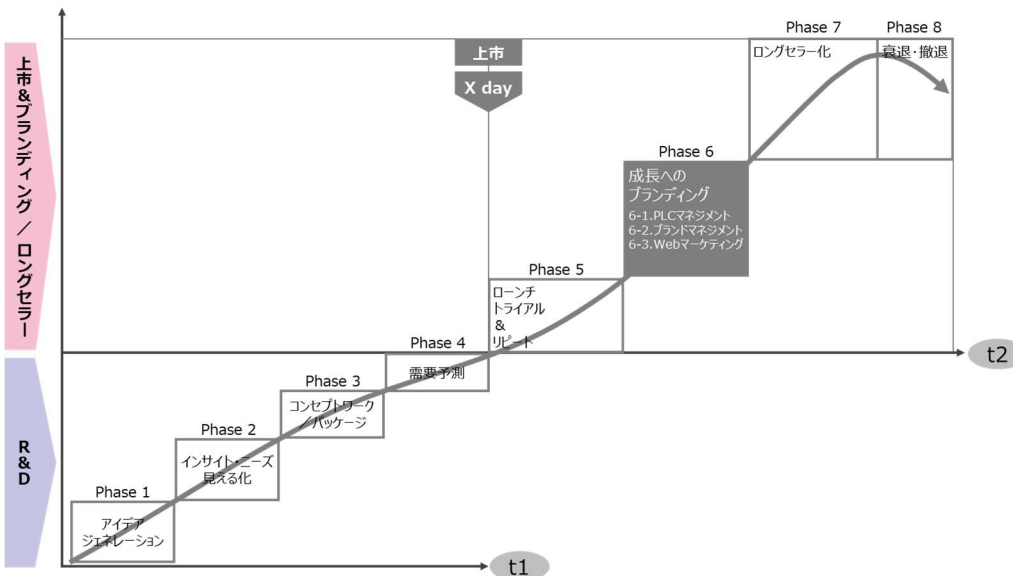 Phase 7
Phase 8
ロングセラー化
衰退・撤退
上市
X day
上市&ブランディング / ロングセラー
Phase 6
成長への
ブランディング
6-1.PLCマネジメント
6-2.ブランドマネジメント
6-3.Webマーケティング
Phase 5
ローンチ
トライアル
&
リピート
t2
Phase 4
需要予測
Phase 3
コンセプトワーク
/パッケージ
Phase 2
インサイト・ニーズ
見える化
R&D
Phase 1
アイデア
ジェネレーション
t1